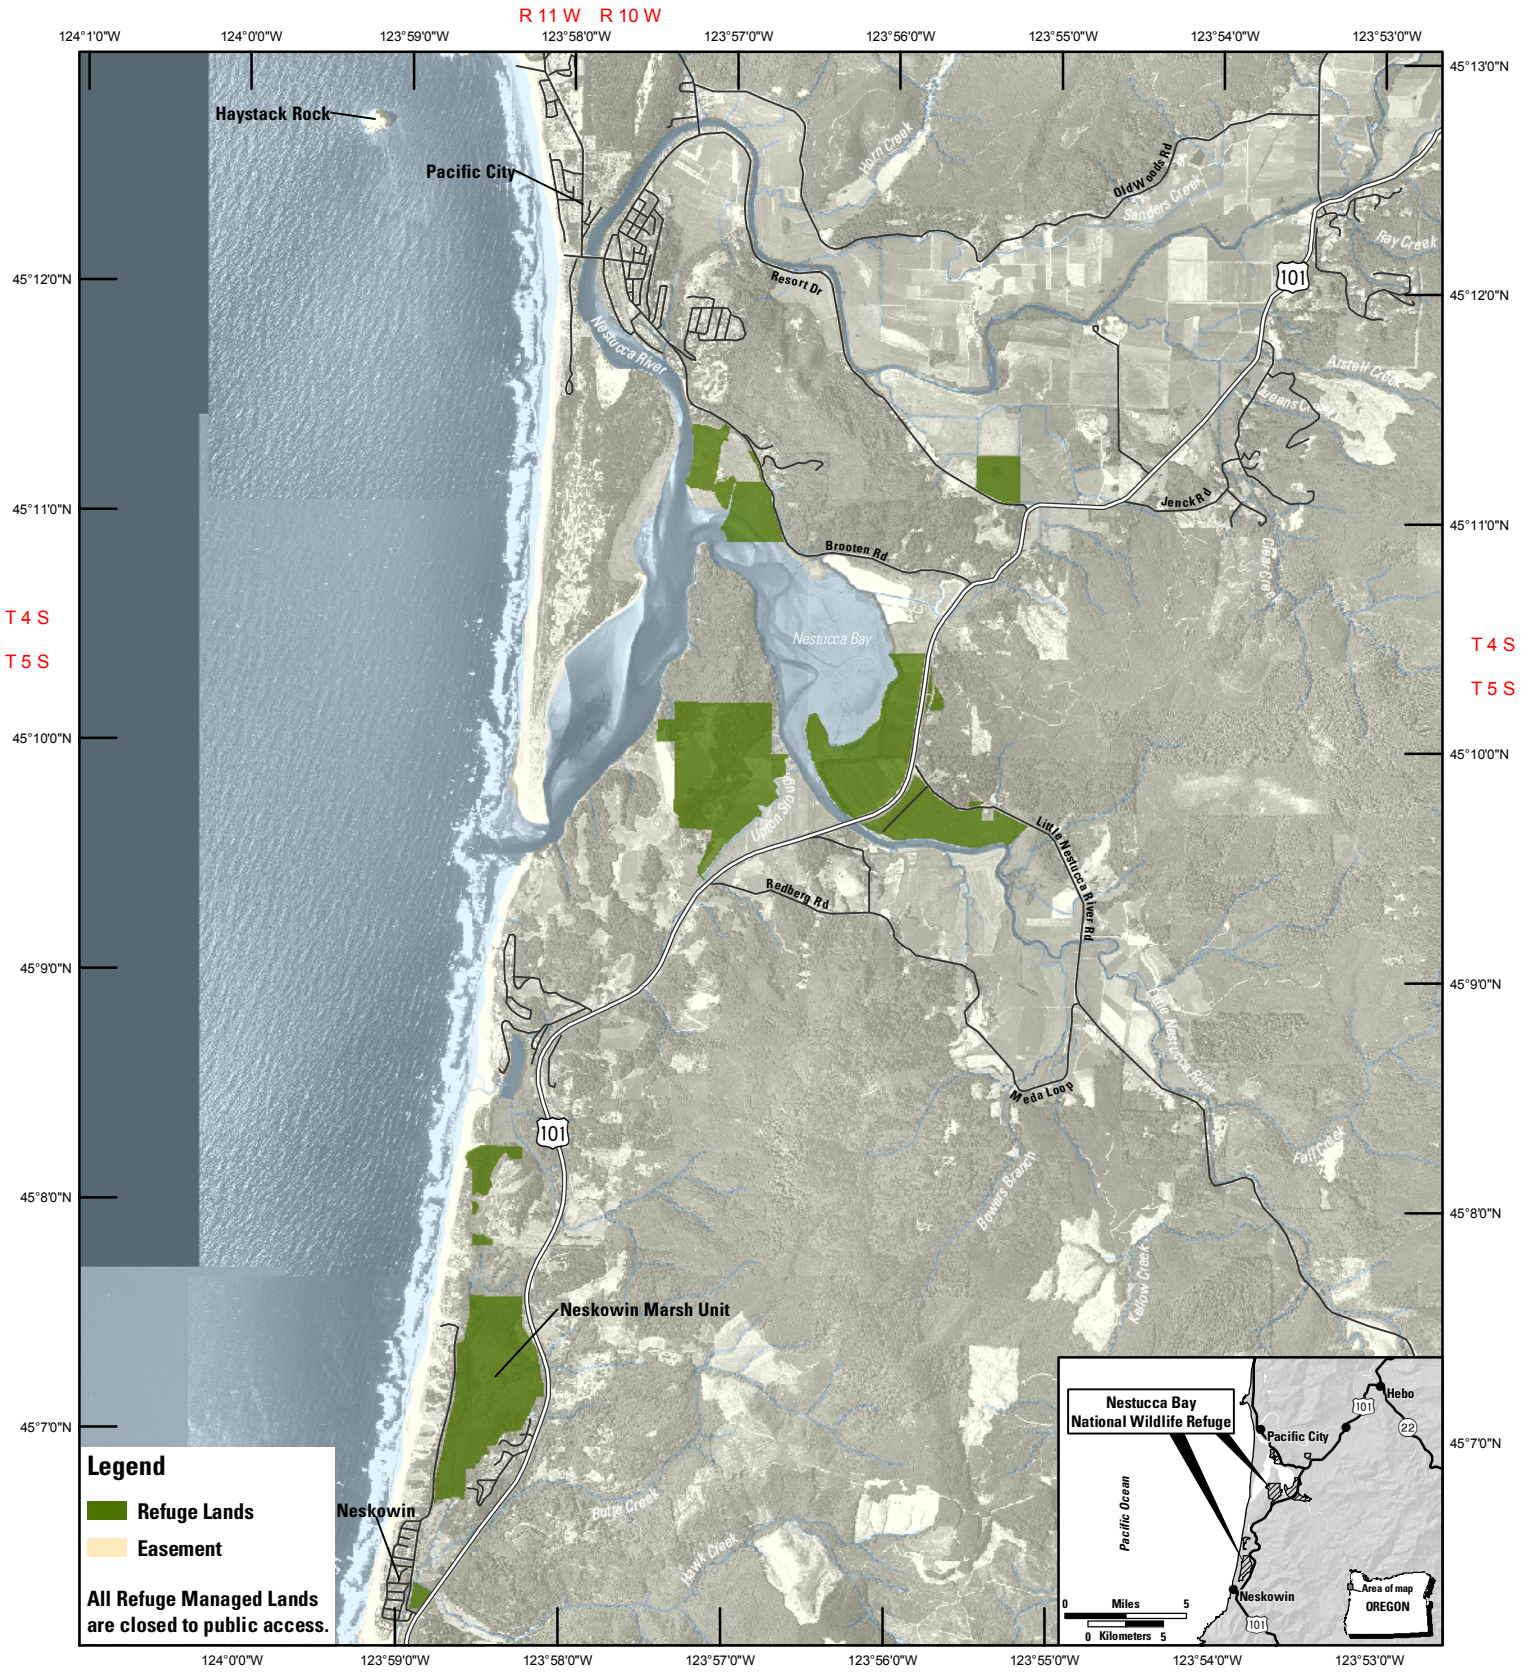 R 11 W R 10 W
124°1'0"W 124°0'0"W 123°59'0"W 123°58'0"W 123°57'0"W 123°56'0"W 123°55'0"W 123°54'0"W 123°53'0"W
45°13'0"N
Haystack Rock
Pacific City
Horn Creek
Old Woods Rd
Sanders Creek
Ray Creek
101
45°12'0"N
45°12'0"N
Resort Dr
Nestucca River
Arstell Creek
Queens Creek
45°11'0"N
45°11'0"N
Jenck Rd
Brooten Rd
Clear Creek
T 4 S
T 5 S
Nestucca Bay
T 4 S
T 5 S
45°10'0"N
45°10'0"N
Upton Slough
Little Nestucca River Rd
Redberg Rd
45°9'0"N
45°9'0"N
Little Nestucca River
Meda Loop
101
Fall Creek
Bowers Branch
45°8'0"N
45°8'0"N
Kellow Creek
Neskowin Marsh Unit
45°7'0"N
45°7'0"N
Legend
Refuge Lands
Easement
All Refuge Managed Lands
are closed to public access.
Neskowin
Butte Creek
Hawk Creek
Nestucca Bay
National Wildlife Refuge
Hebo
101
22
Pacific City
Pacific Ocean
Neskowin
101
0 Miles 5
0 Kilometers 5
Area of map
OREGON
124°0'0"W 123°59'0"W 123°58'0"W 123°57'0"W 123°56'0"W 123°55'0"W 123°54'0"W 123°53'0"W